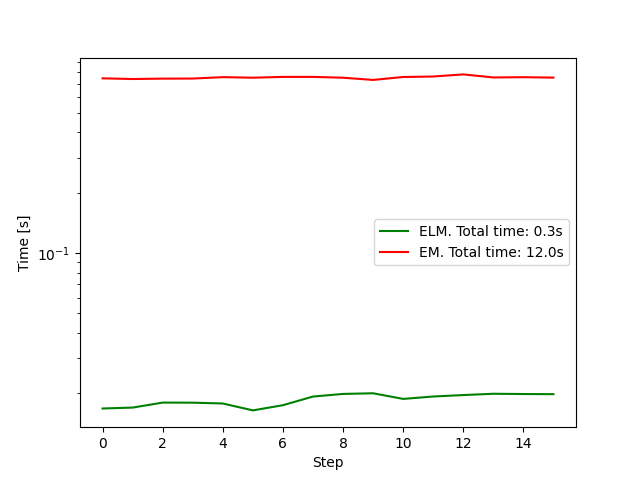 Time [s]
10⁻¹
ELM. Total time: 0.3s
EM. Total time: 12.0s
0 2 4 6 8 10 12 14
Step